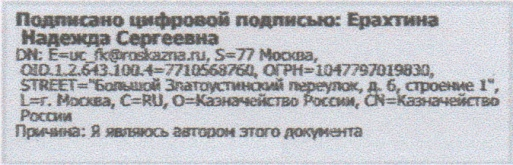 Подписано цифровой подписью: Ерахтина
Надежда Сергеевна
DN: E=uc_fk@roskazna.ru, S=77 Москва,
OID.1.2.643.100.4=7710568760, ОГРН=1047797019830,
STREET="Большой Златоустинский переулок, д. 6, строение 1",
L=г. Москва, C=RU, O=Казначейство России, CN=Казначейство
России
Причина: Я являюсь автором этого документа